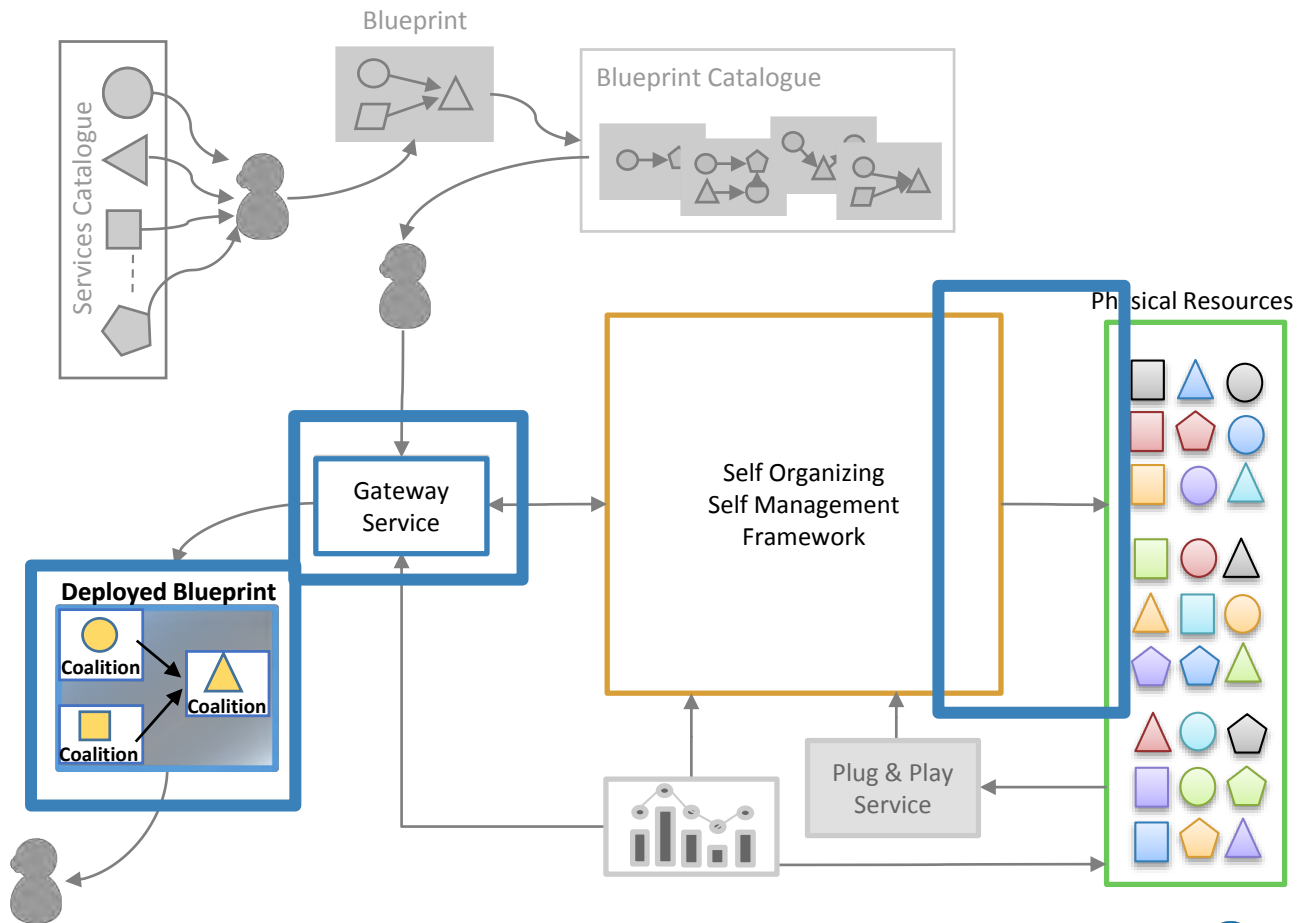 Blueprint
Services Catalogue
Blueprint Catalogue
Physical Resources
Gateway
Service
Self Organizing
Self Management
Framework
Deployed Blueprint
Coalition
Coalition
Coalition
Plug & Play
Service